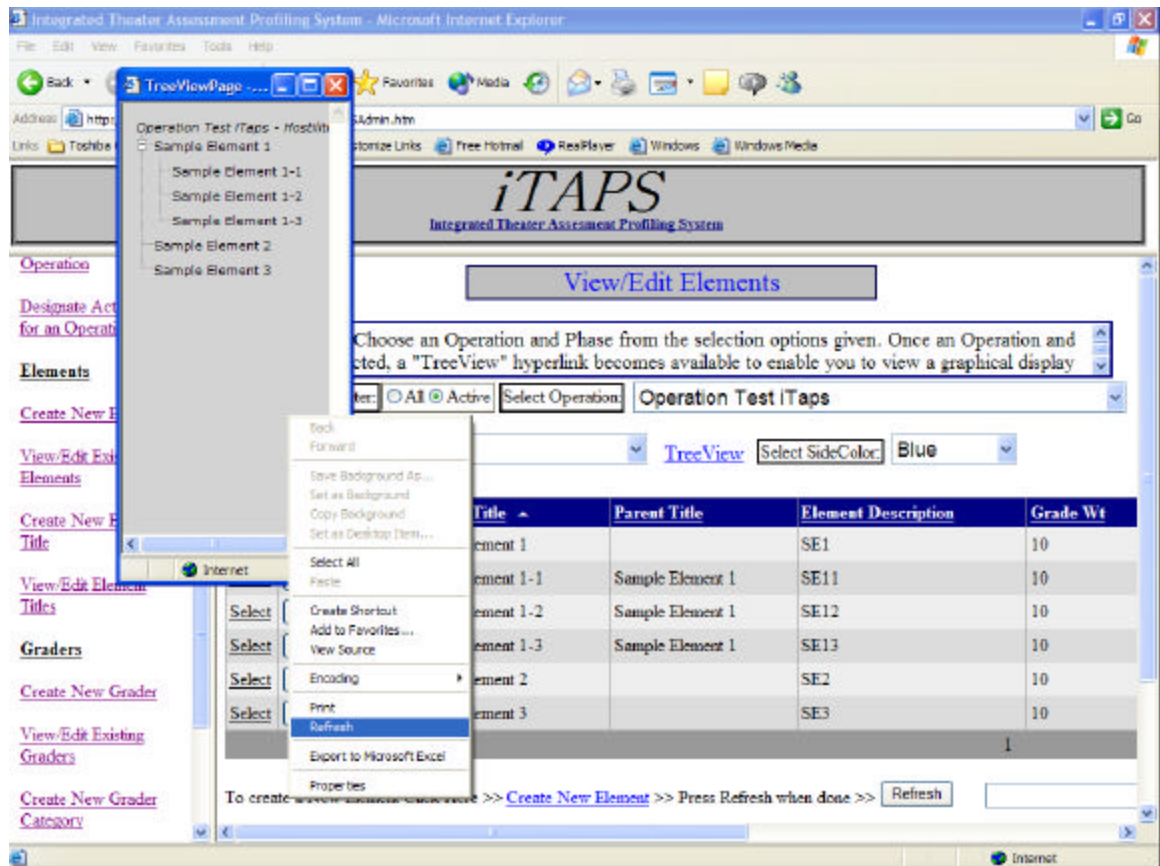 Integrated Theater Assessment Profiling System - Microsoft Internet Explorer
File Edit View Favorites Tools Help
Back Favorites Media
TreeViewPage - ...
Address http SAdmin.htm Go
Links Toshiba stomize Links Free Hotmail RealPlayer Windows Windows Media
Operation Test iTaps - Hostilit
Sample Element 1
Sample Element 1-1
Sample Element 1-2
Sample Element 1-3
Sample Element 2
Sample Element 3
Internet
iTAPS
Integrated Theater Assesment Profiling System
Operation
Designate Act
for an Operati
Elements
Create New E
View/Edit Exis
Elements
Create New E
Title
View/Edit Element
Titles
Graders
Create New Grader
View/Edit Existing
Graders
Create New Grader
Category
View/Edit Elements
Choose an Operation and Phase from the selection options given. Once an Operation and
cted, a "TreeView" hyperlink becomes available to enable you to view a graphical display
ter: All Active Select Operation: Operation Test iTaps
TreeView Select SideColor: Blue
Title Parent Title Element Description Grade Wt
ement 1 SE1 10
ement 1-1 Sample Element 1 SE11 10
Select ement 1-2 Sample Element 1 SE12 10
Select ement 1-3 Sample Element 1 SE13 10
Select ement 2 SE2 10
Select ement 3 SE3 10
1
To create a New Element Click Here >> Create New Element >> Press Refresh when done >> Refresh
Back
Forward
Save Background As...
Set as Background
Copy Background
Set as Desktop Item...
Select All
Paste
Create Shortcut
Add to Favorites...
View Source
Encoding
Print
Refresh
Export to Microsoft Excel
Properties
Internet